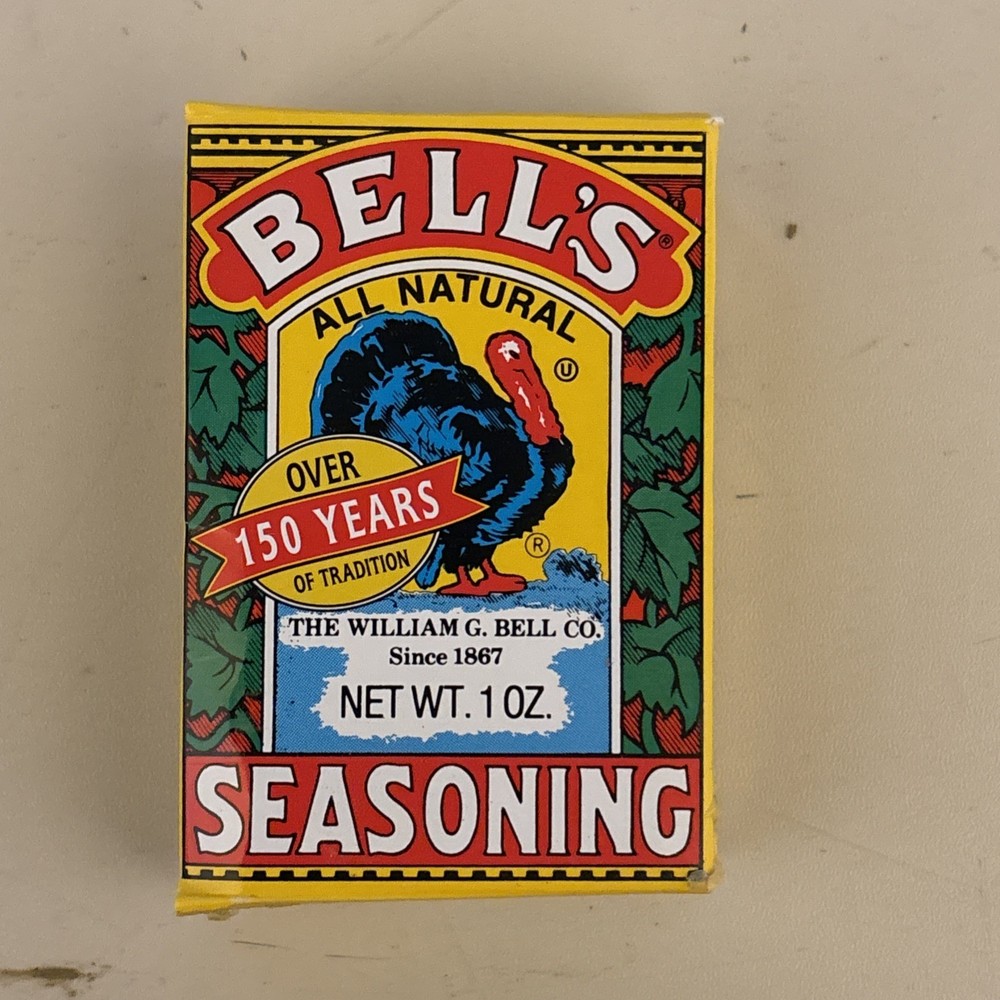 BELL'S®
ALL NATURAL
U
OVER
150 YEARS
OF TRADITION
®
THE WILLIAM G. BELL CO.
Since 1867
NET WT. 1 OZ.
SEASONING